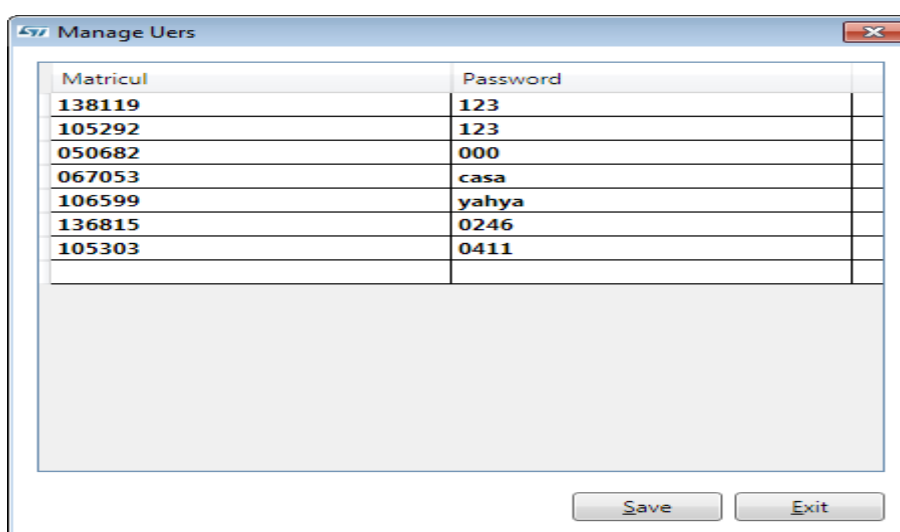 Manage Uers
Matricul Password
138119 123
105292 123
050682 000
067053 casa
106599 yahya
136815 0246
105303 0411
Save Exit